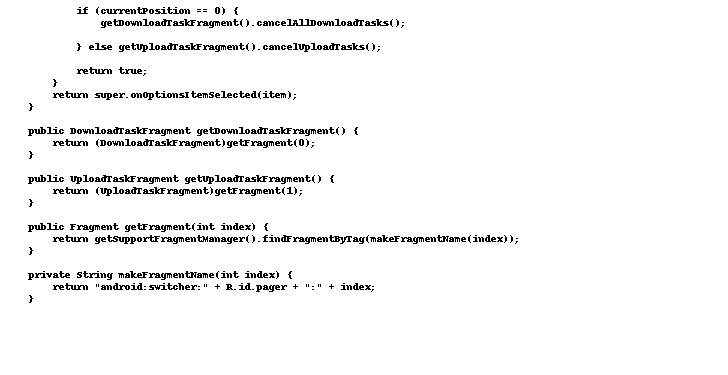 if (currentPosition == 0) {
getDownloadTaskFragment().cancelAllDownloadTasks();
} else getUploadTaskFragment().cancelUploadTasks();
return true;
}
return super.onOptionsItemSelected(item);
}
public DownloadTaskFragment getDownloadTaskFragment() {
return (DownloadTaskFragment)getFragment(0);
}
public UploadTaskFragment getUploadTaskFragment() {
return (UploadTaskFragment)getFragment(1);
}
public Fragment getFragment(int index) {
return getSupportFragmentManager().findFragmentByTag(makeFragmentName(index));
}
private String makeFragmentName(int index) {
return "android:switcher:" + R.id.pager + ":" + index;
}